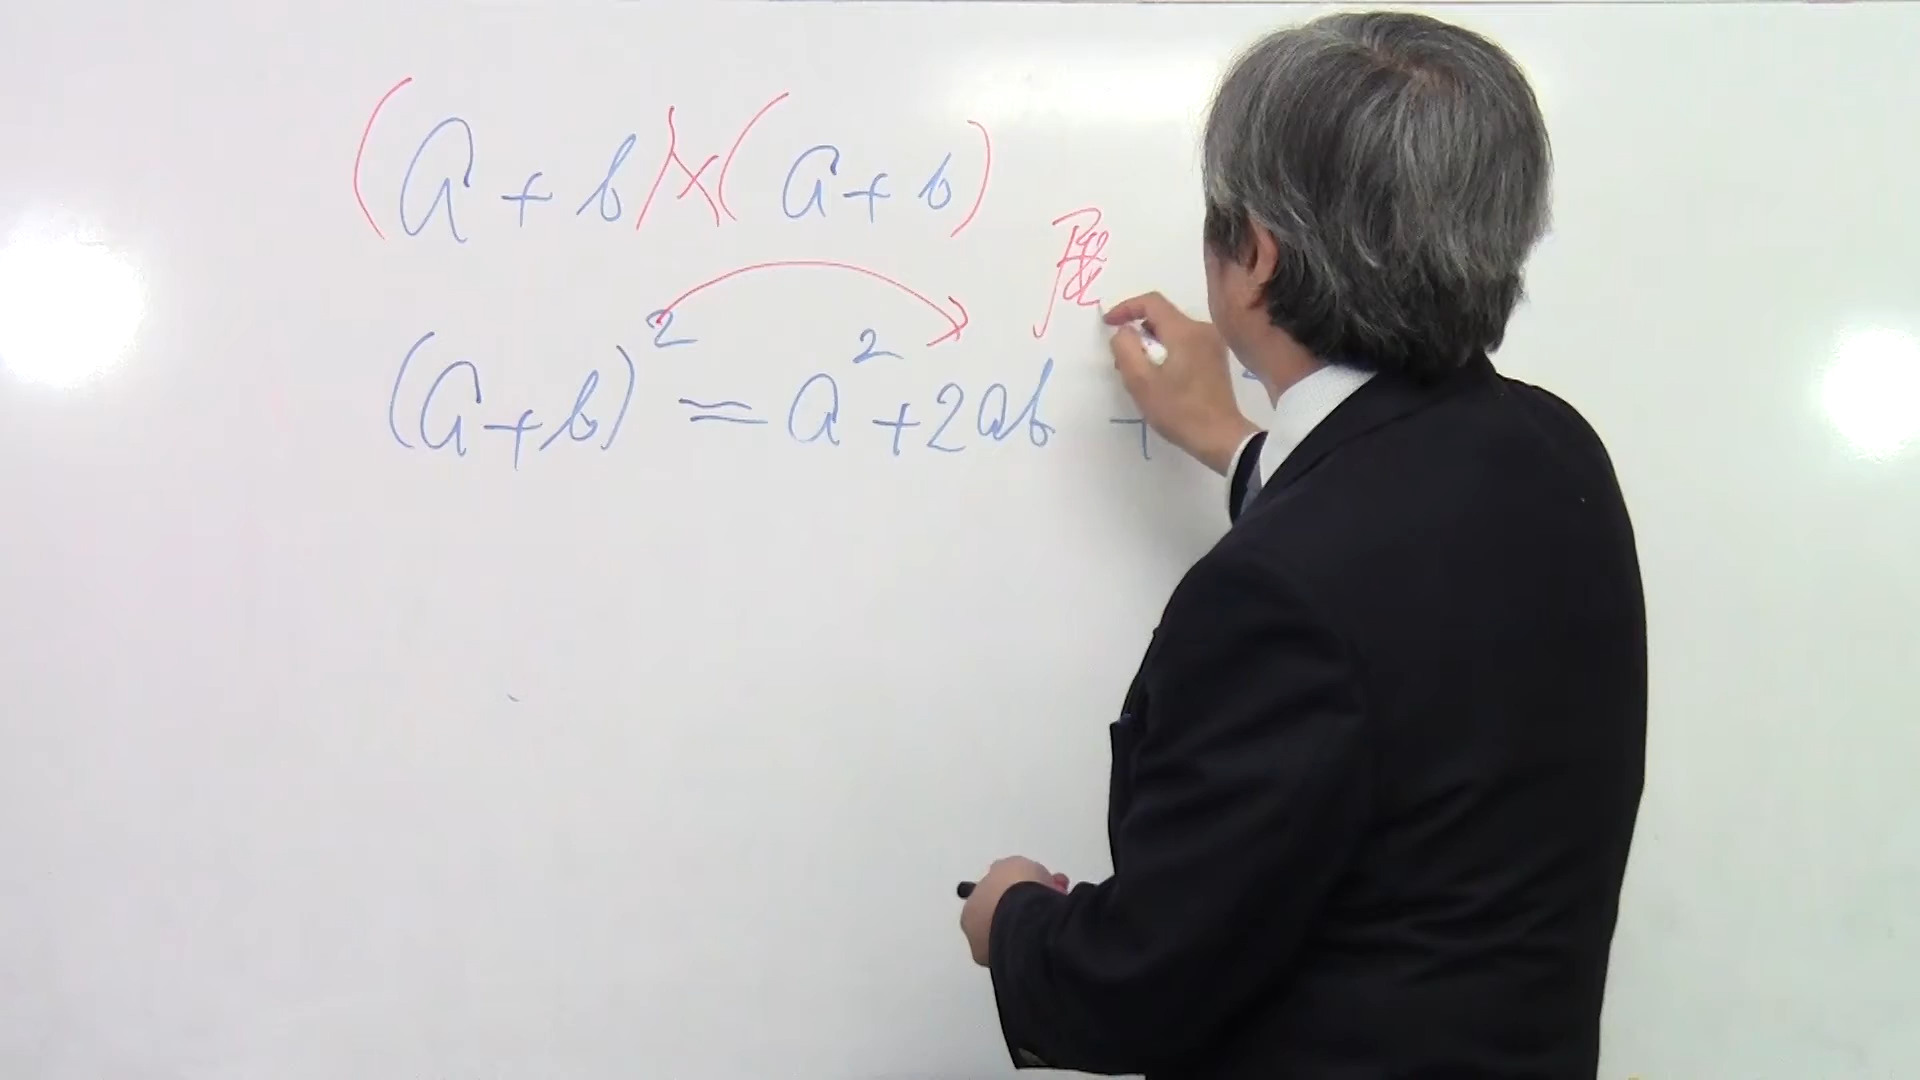 (a+b)×(a+b)
展
(a+b)² = a² + 2ab +